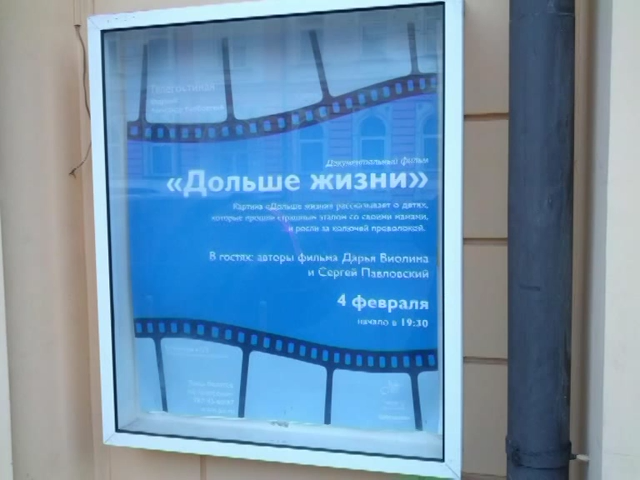 Документальный фильм
«Дольше жизни»
Картина «Дольше жизни» рассказывает о детях,
которые прошли страшным этапом со своими мамами,
и росли за колючей проволокой.
В гостях: авторы фильма Дарья Виолина
и Сергей Павловский
4 февраля
начало в 19:30